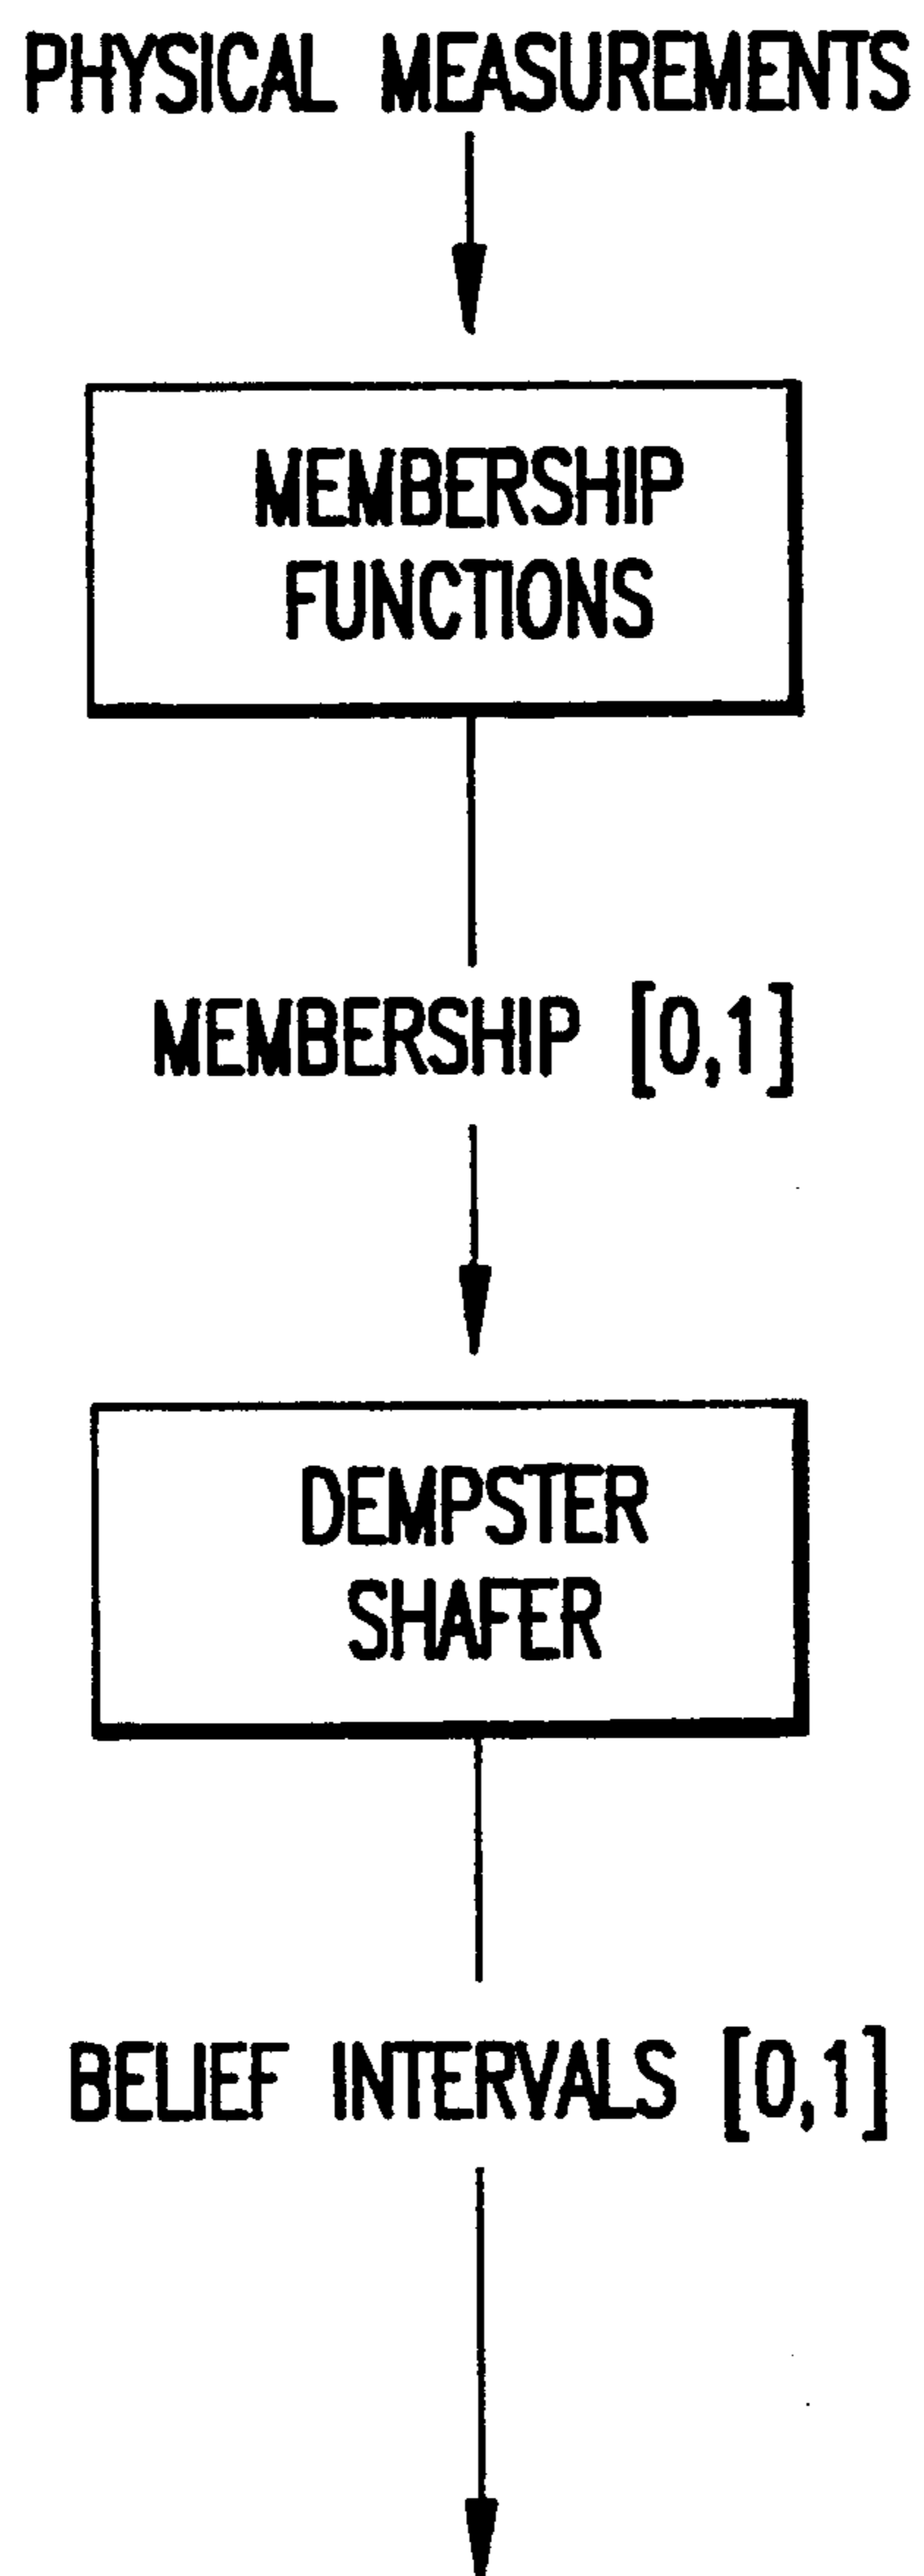 PHYSICAL MEASUREMENTS
MEMBERSHIP
FUNCTIONS
MEMBERSHIP [0,1]
DEMPSTER
SHAFER
BELIEF INTERVALS [0,1]